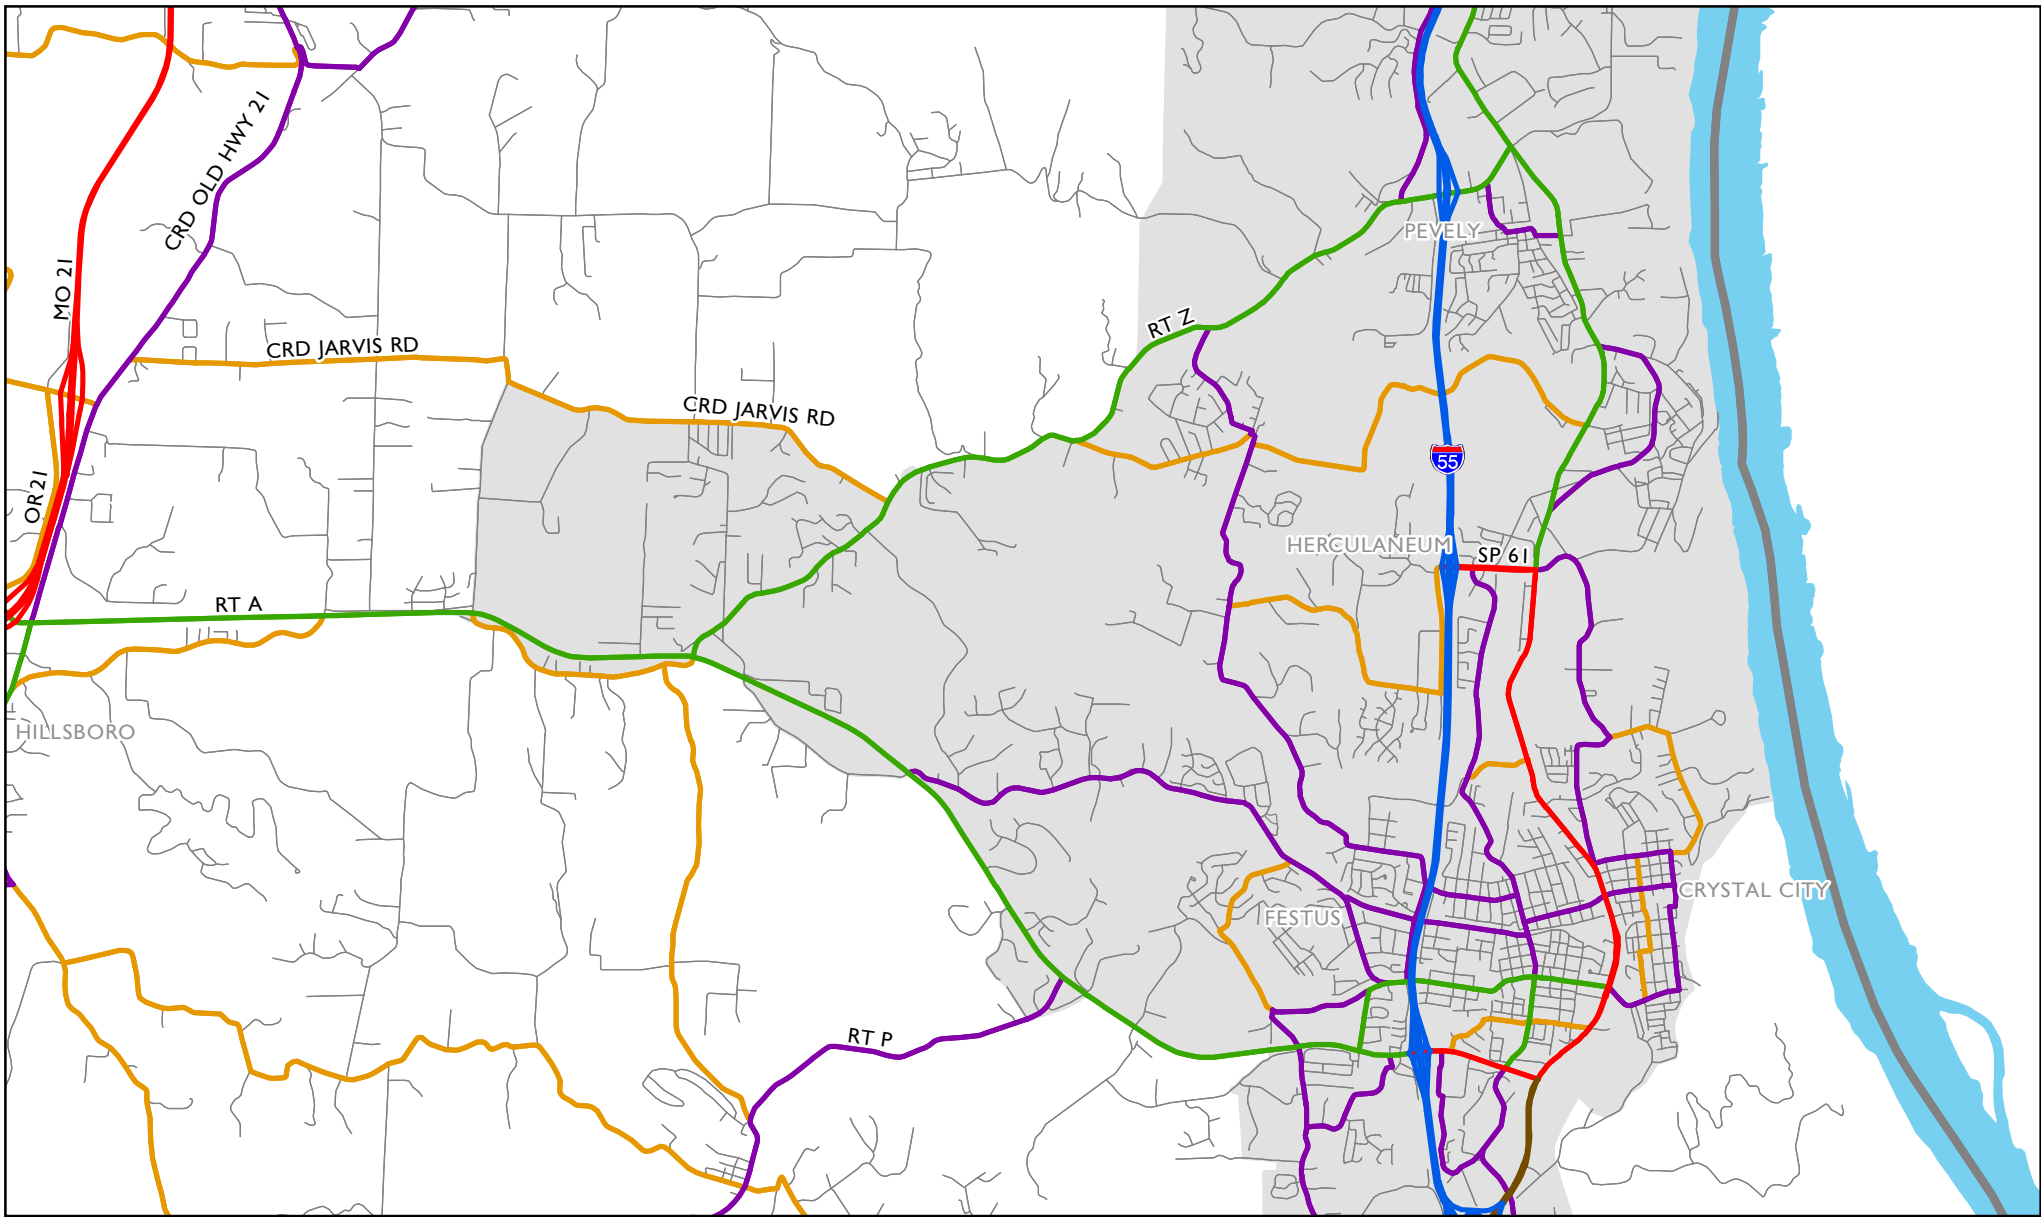 CRD OLD HWY 21
PEVELY
MO 21
RT Z
CRD JARVIS RD
CRD JARVIS RD
55
OR 21
HERCULANEUM
SP 61
RT A
HILLSBORO
CRYSTAL CITY
FESTUS
RT P